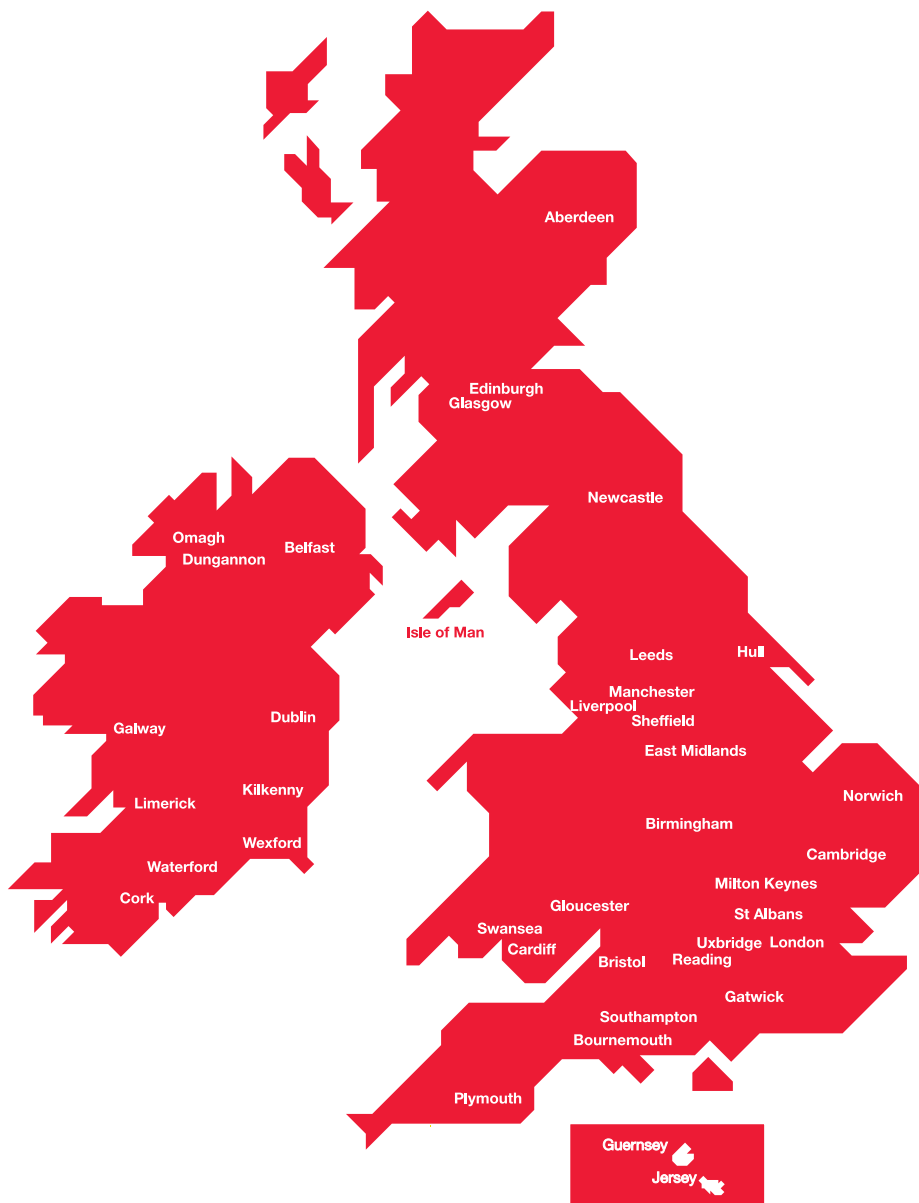 Aberdeen
Edinburgh
Glasgow
Newcastle
Omagh
Belfast
Dungannon
Isle of Man
Leeds
Hull
Manchester
Liverpool
Sheffield
Dublin
Galway
East Midlands
Kilkenny
Limerick
Norwich
Birmingham
Wexford
Cambridge
Waterford
Milton Keynes
Cork
Gloucester
St Albans
Swansea
Cardiff
Uxbridge
London
Bristol
Reading
Gatwick
Southampton
Bournemouth
Plymouth
Guernsey
Jersey